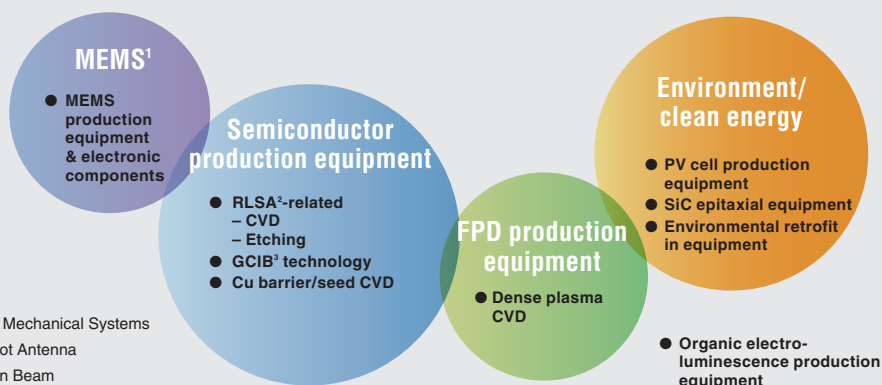 MEMS¹
● MEMS
production
equipment
& electronic
components
Semiconductor
production equipment
● RLSA²-related
– CVD
– Etching
● GCIB³ technology
● Cu barrier/seed CVD
FPD production
equipment
● Dense plasma
CVD
Environment/
clean energy
● PV cell production
equipment
● SiC epitaxial equipment
● Environmental retrofit
in equipment
● Organic electro-
luminescence production
equipment
Mechanical Systems
ot Antenna
n Beam